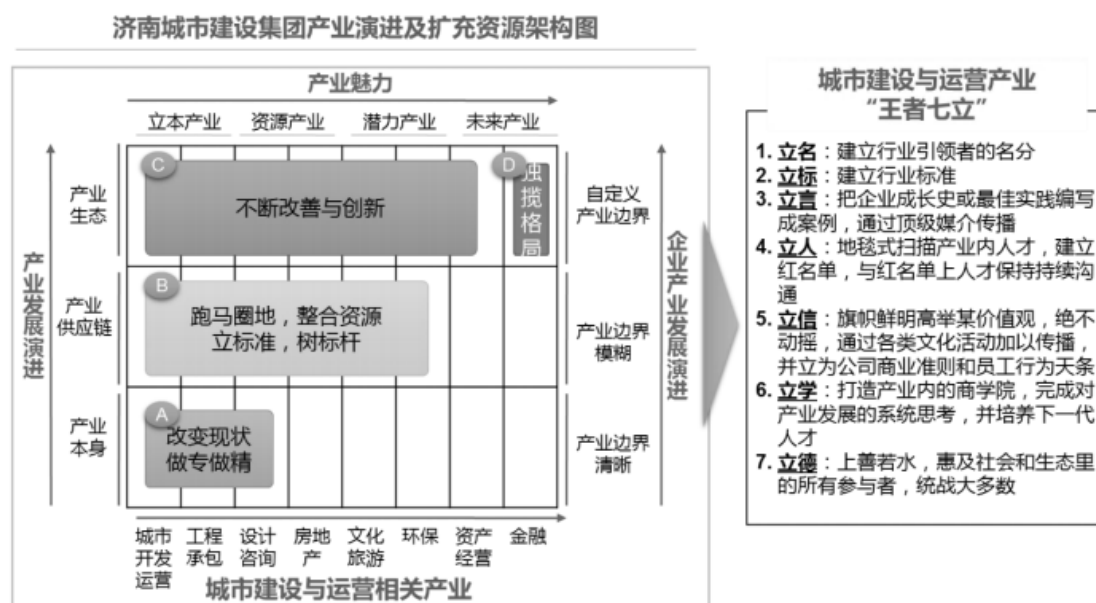 济南城市建设集团产业演进及扩充资源架构图
产业魅力
立本产业 资源产业 潜力产业 未来产业
产业发展演进
产业
生态
产业
供应链
产业
本身
C
不断改善与创新
D
独揽格局
B
跑马圈地，整合资源
立标准，树标杆
A
改变现状
做专做精
自定义
产业边界
产业边界
模糊
产业边界
清晰
企业产业发展演进
城市
开发
运营
工程
承包
设计
咨询
房地
产
文化
旅游
环保
资产
经营
金融
城市建设与运营相关产业
城市建设与运营产业
“王者七立”
1. 立名：建立行业引领者的名分
2. 立标：建立行业标准
3. 立言：把企业成长史或最佳实践编写
成案例，通过顶级媒介传播
4. 立人：地毯式扫描产业内人才，建立
红名单，与红名单上人才保持持续沟
通
5. 立信：旗帜鲜明高举某价值观，绝不
动摇，通过各类文化活动加以传播，
并立为公司商业准则和员工行为天条
6. 立学：打造产业内的商学院，完成对
产业发展的系统思考，并培养下一代
人才
7. 立德：上善若水，惠及社会和生态里
的所有参与者，统战大多数